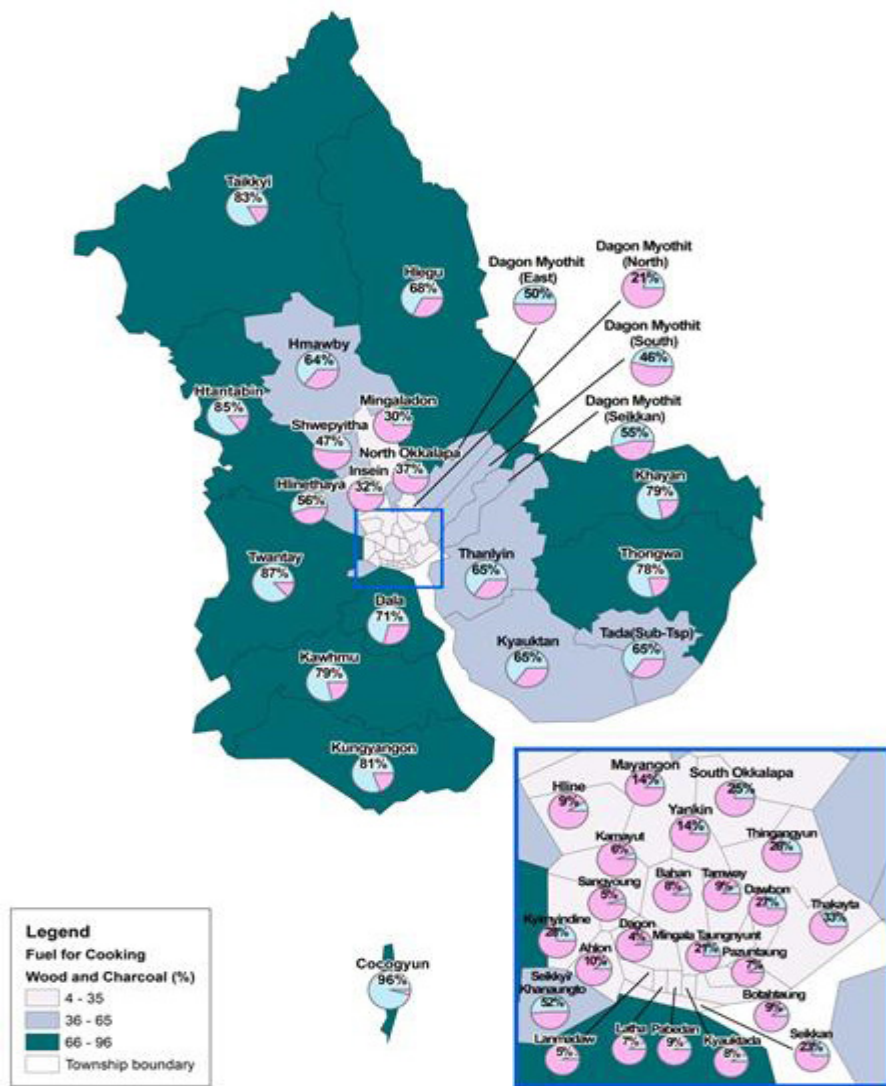 Taikkyi
83%
Hlegu
68%
Dagon Myothit
(East)
50%
Dagon Myothit
(North)
21%
Dagon Myothit
(South)
46%
Dagon Myothit
(Seikkan)
55%
Hmawby
64%
Htantabin
85%
Mingaladon
30%
Shwepyitha
47%
North Okkalapa
37%
Insein
32%
Hlinethaya
56%
Khayan
79%
Twantay
87%
Thanlyin
65%
Thongwa
78%
Dala
71%
Kyauktan
65%
Tada(Sub-Tsp)
65%
Kawhmu
79%
Kungyangon
81%
Cocogyun
96%
Legend
Fuel for Cooking
Wood and Charcoal (%)
4 - 35
36 - 65
66 - 96
Township boundary
Mayangon
14%
South Okkalapa
25%
Hline
9%
Yankin
14%
Thingangyun
28%
Kamayut
6%
Bahan
8%
Tamway
9%
Sangyoung
5%
Dawbon
27%
Thakayta
33%
Kyimyindine
28%
Dagon
4%
Mingala Taungnyunt
21%
Ahlon
10%
Pazuntaung
7%
Seikkyi/
Khanaungto
52%
Botahtaung
9%
Lanmadaw
5%
Latha
7%
Pabedan
9%
Kyauktada
8%
Seikkan
23%